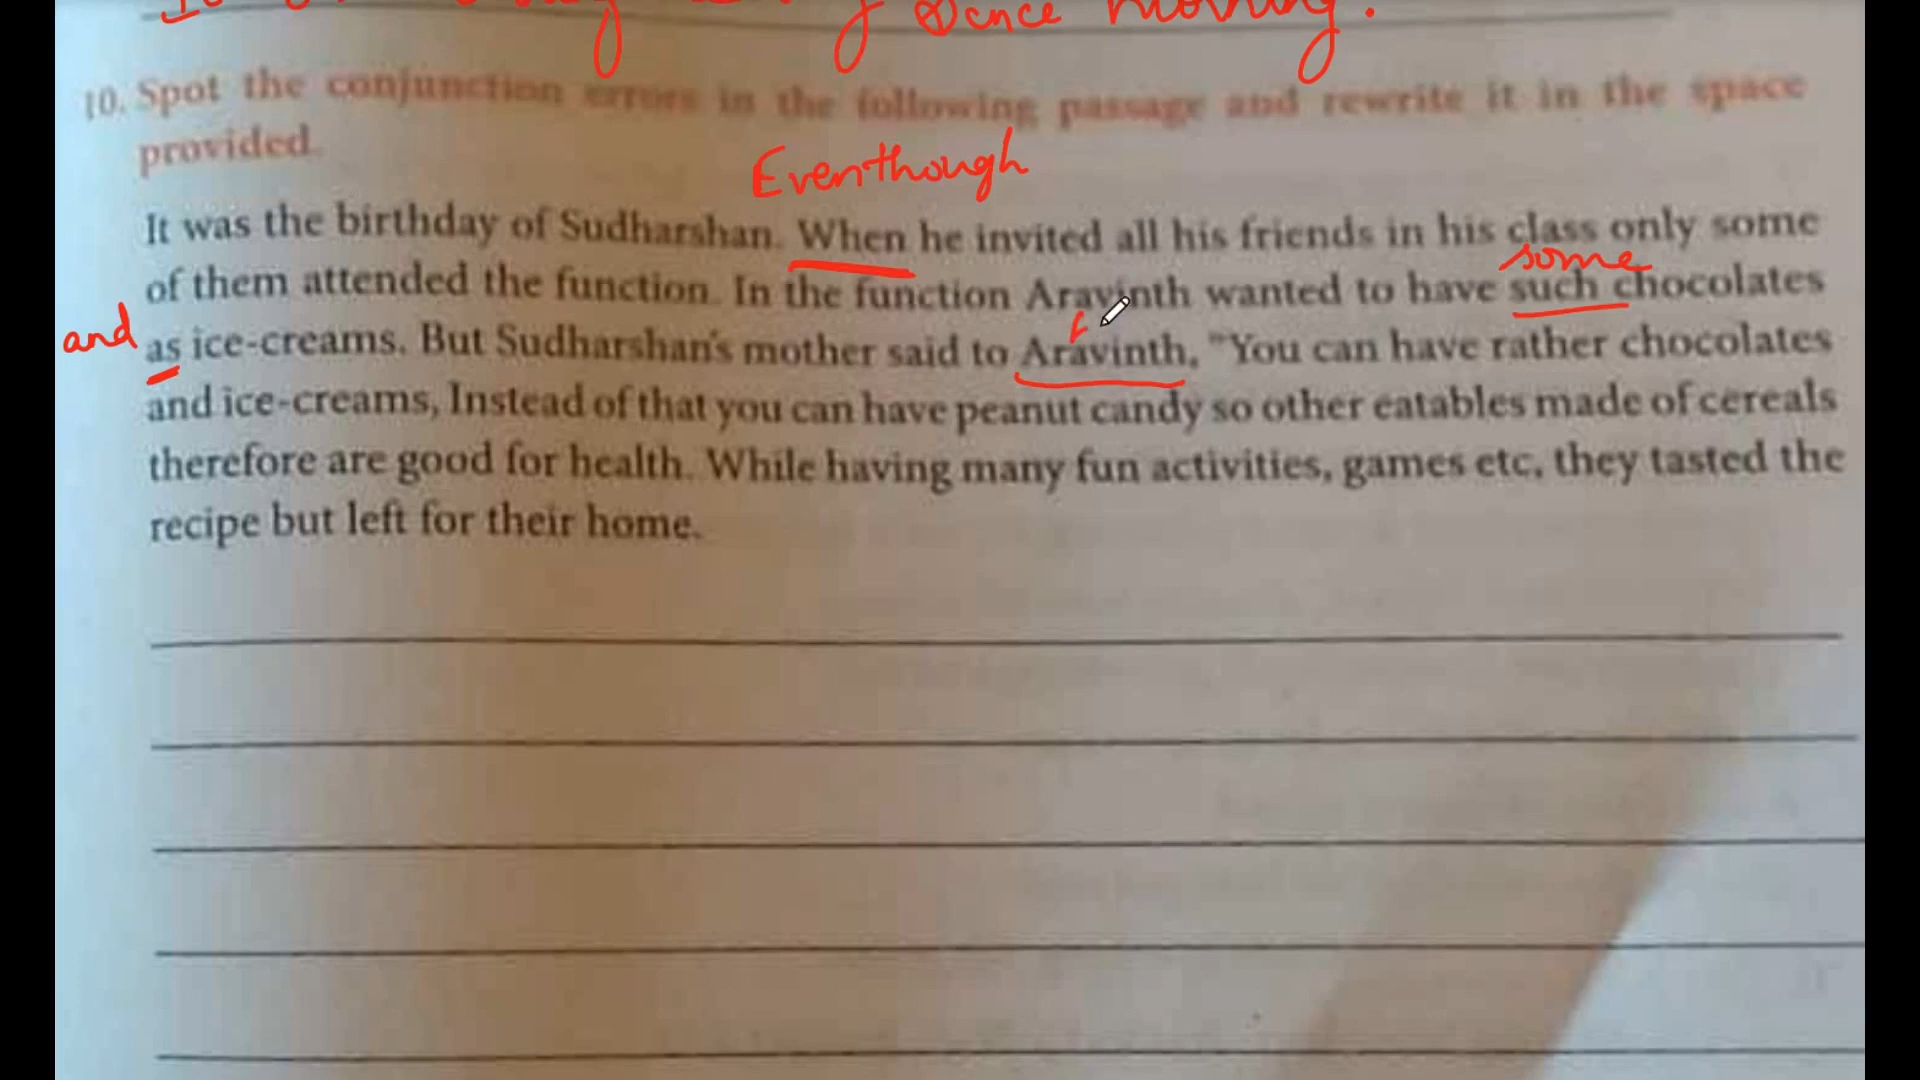 Dance moving.
10. Spot the conjunction errors in the following passage and rewrite it in the space
provided.
Eventhough
It was the birthday of Sudharshan. When he invited all his friends in his class only some
some
of them attended the function. In the function Aravinth wanted to have such chocolates
and
as ice-creams. But Sudharshan's mother said to Aravinth, "You can have rather chocolates
and ice-creams, Instead of that you can have peanut candy so other eatables made of cereals
therefore are good for health. While having many fun activities, games etc, they tasted the
recipe but left for their home.